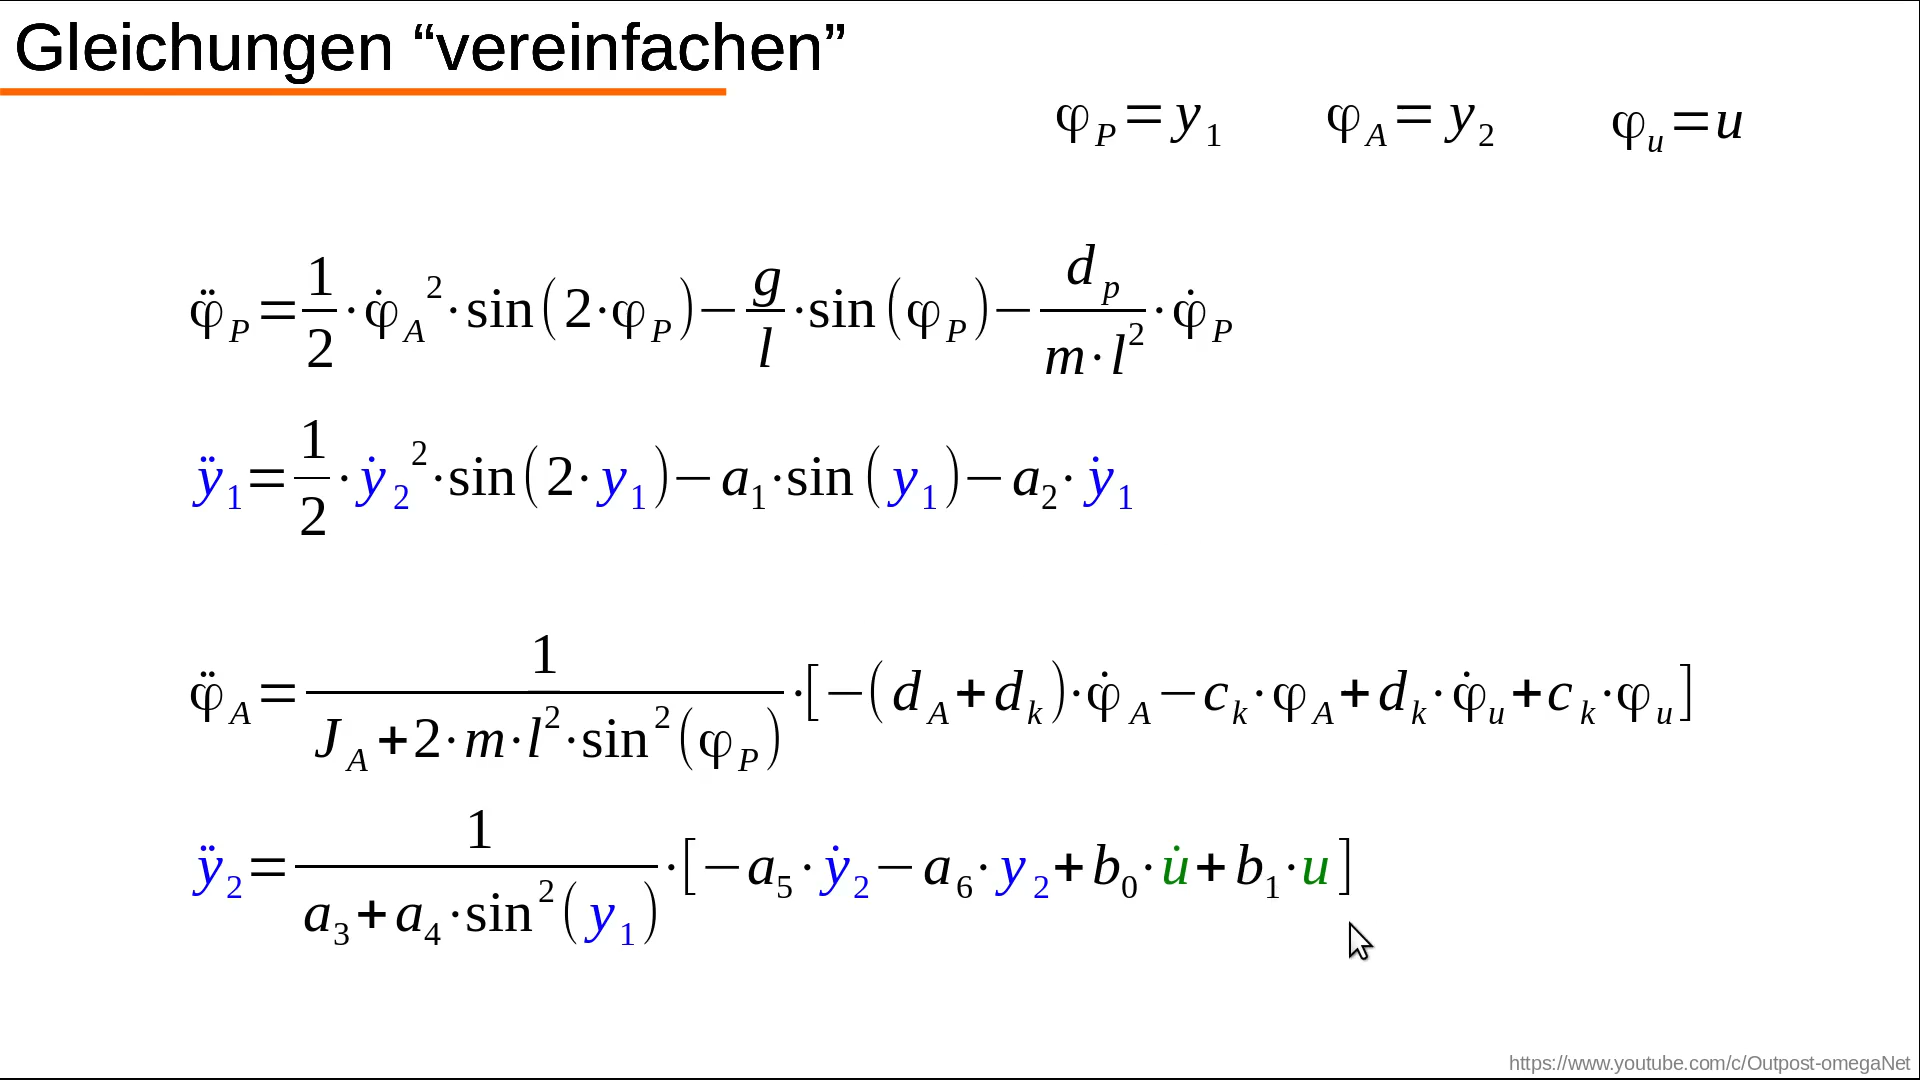 Gleichungen “vereinfachen”
φ_P = y_1    φ_A = y_2    φ_u = u
φ̈_P = 1/2 · φ̇_A² · sin(2·φ_P) − g/l · sin(φ_P) − d_p/(m·l²) · φ̇_P
ÿ_1 = 1/2 · ẏ_2² · sin(2·y_1) − a_1 · sin(y_1) − a_2 · ẏ_1
φ̈_A = 1/(J_A + 2·m·l²·sin²(φ_P)) · [−(d_A + d_k)·φ̇_A − c_k·φ_A + d_k·φ̇_u + c_k·φ_u]
ÿ_2 = 1/(a_3 + a_4·sin²(y_1)) · [−a_5·ẏ_2 − a_6·y_2 + b_0·u̇ + b_1·u]
https://www.youtube.com/c/Outpost-omegaNet